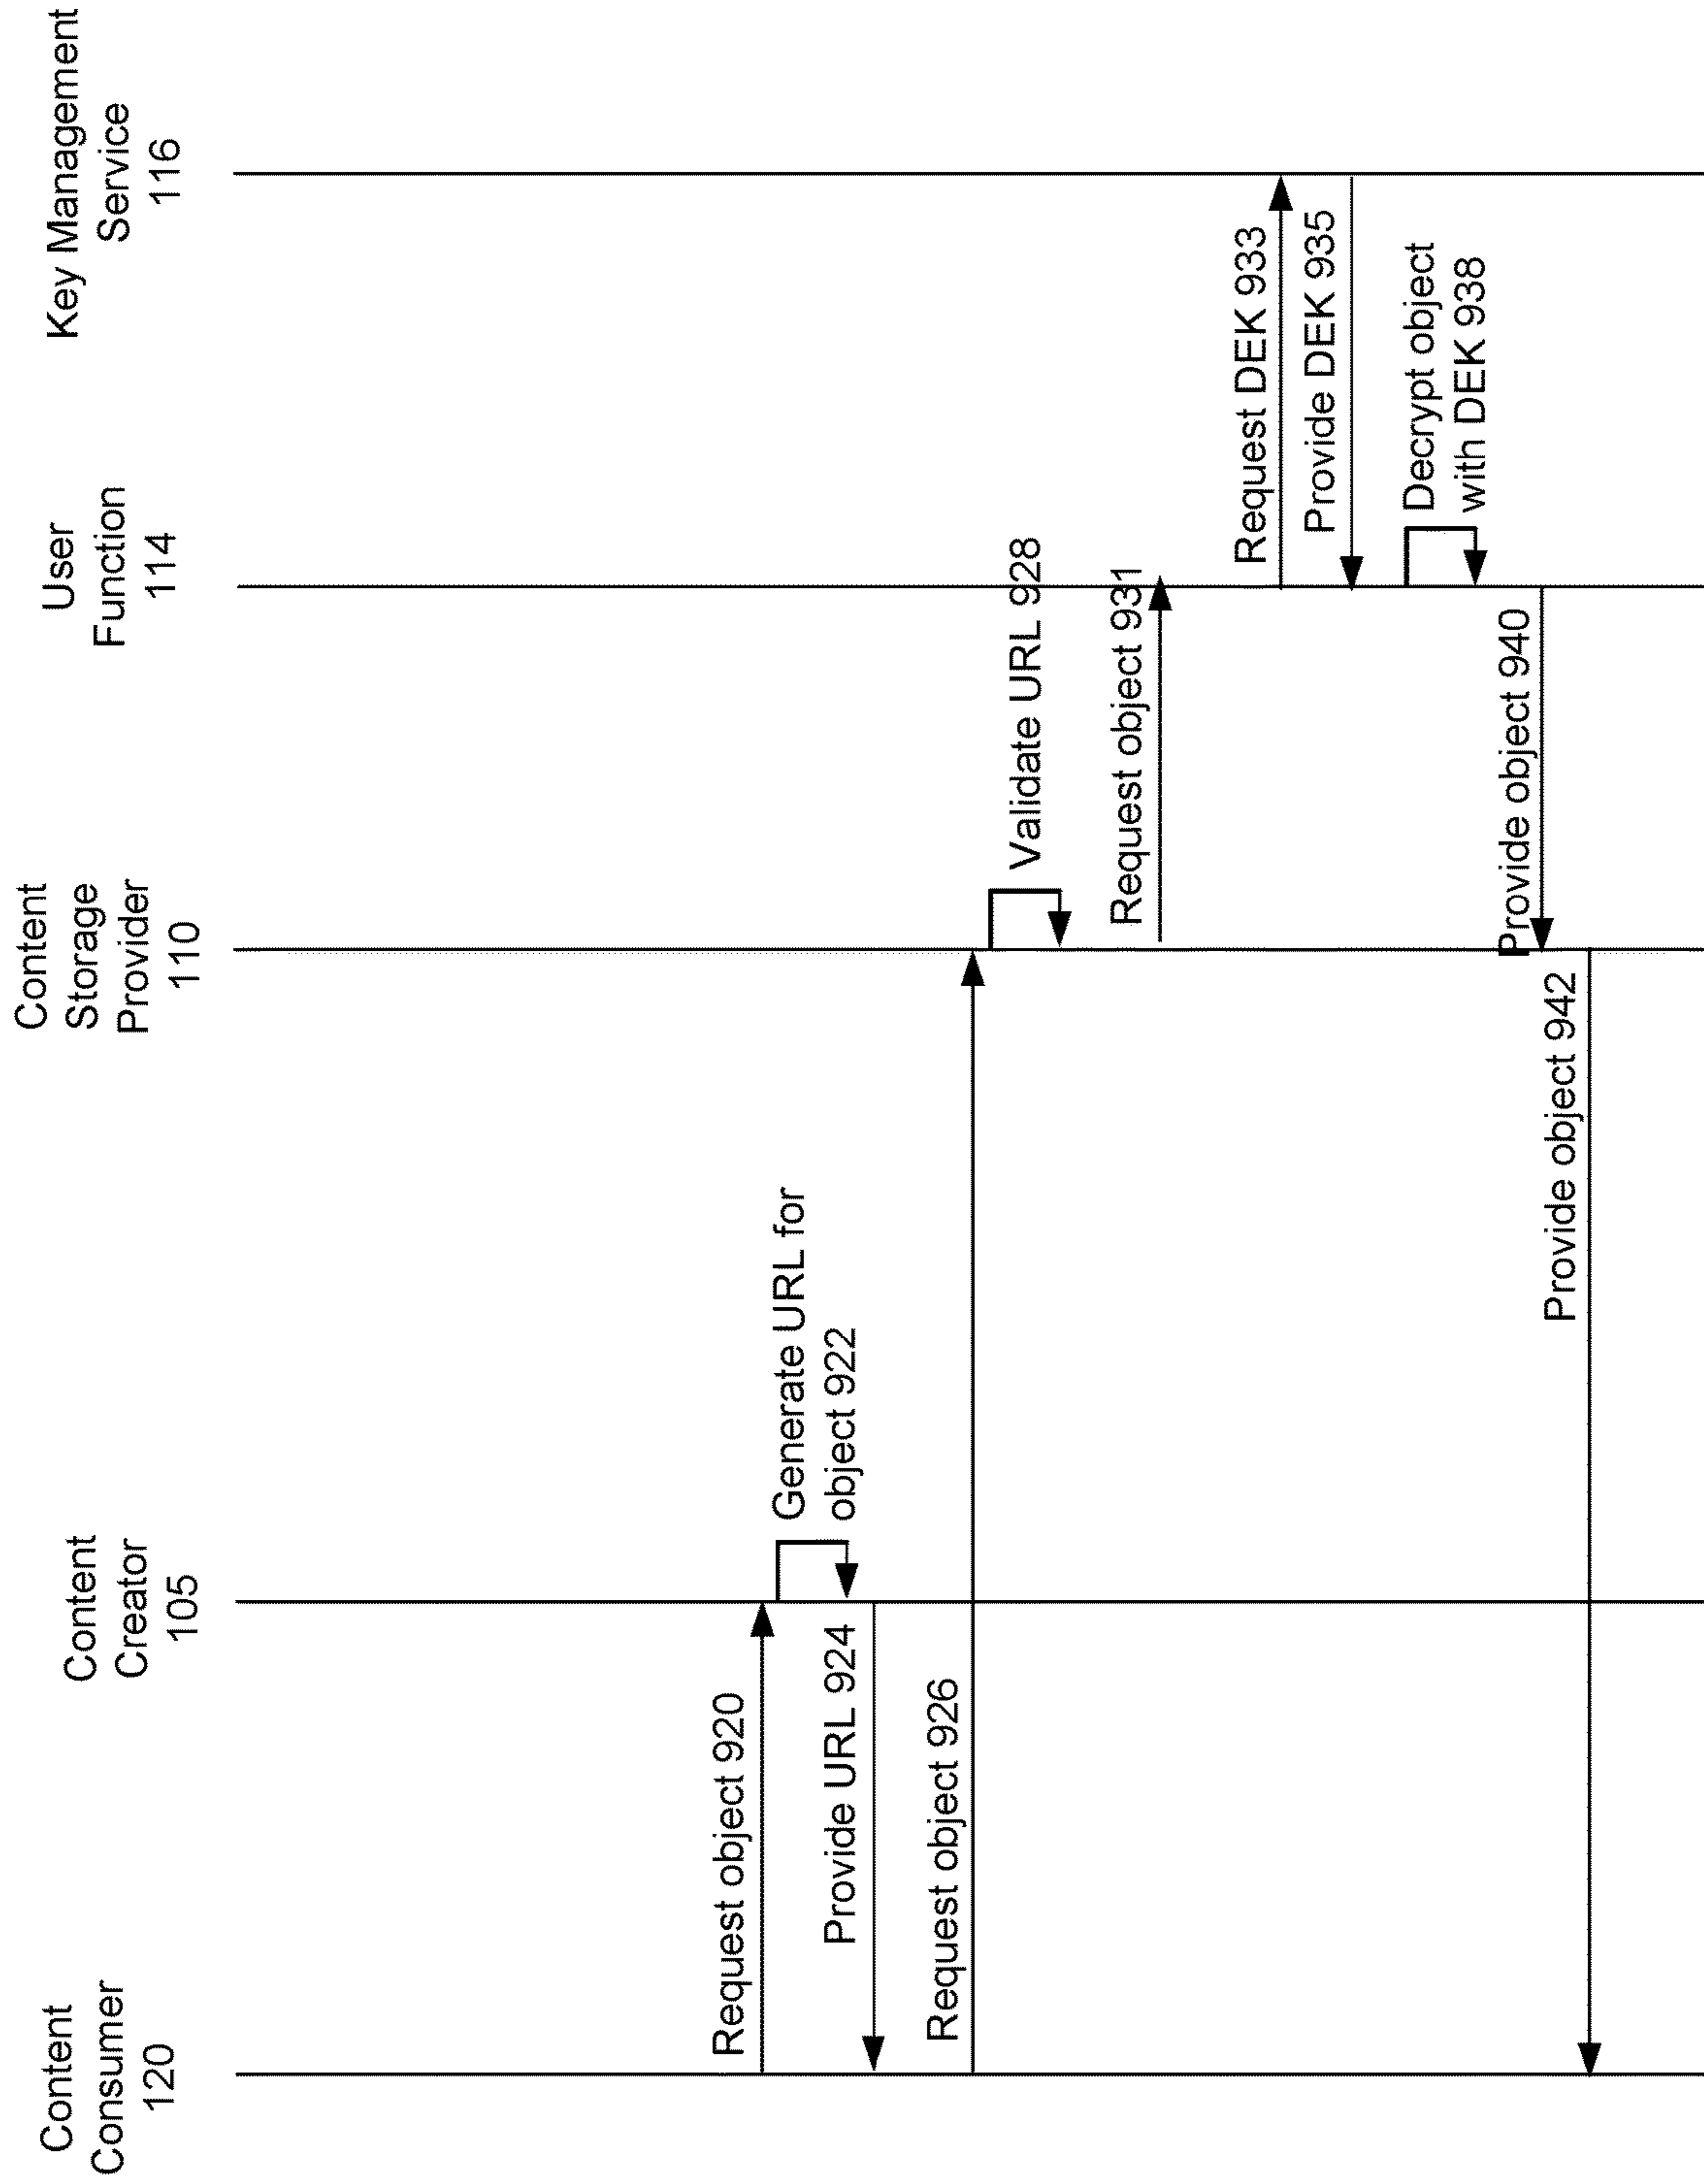 Content
Consumer
120
Content
Creator
105
Content
Storage
Provider
110
User
Function
114
Key Management
Service
116
Request object 920
Generate URL for
object 922
Provide URL 924
Request object 926
Validate URL 928
Request object 931
Request DEK 933
Provide DEK 935
Decrypt object
with DEK 938
Provide object 940
Provide object 942